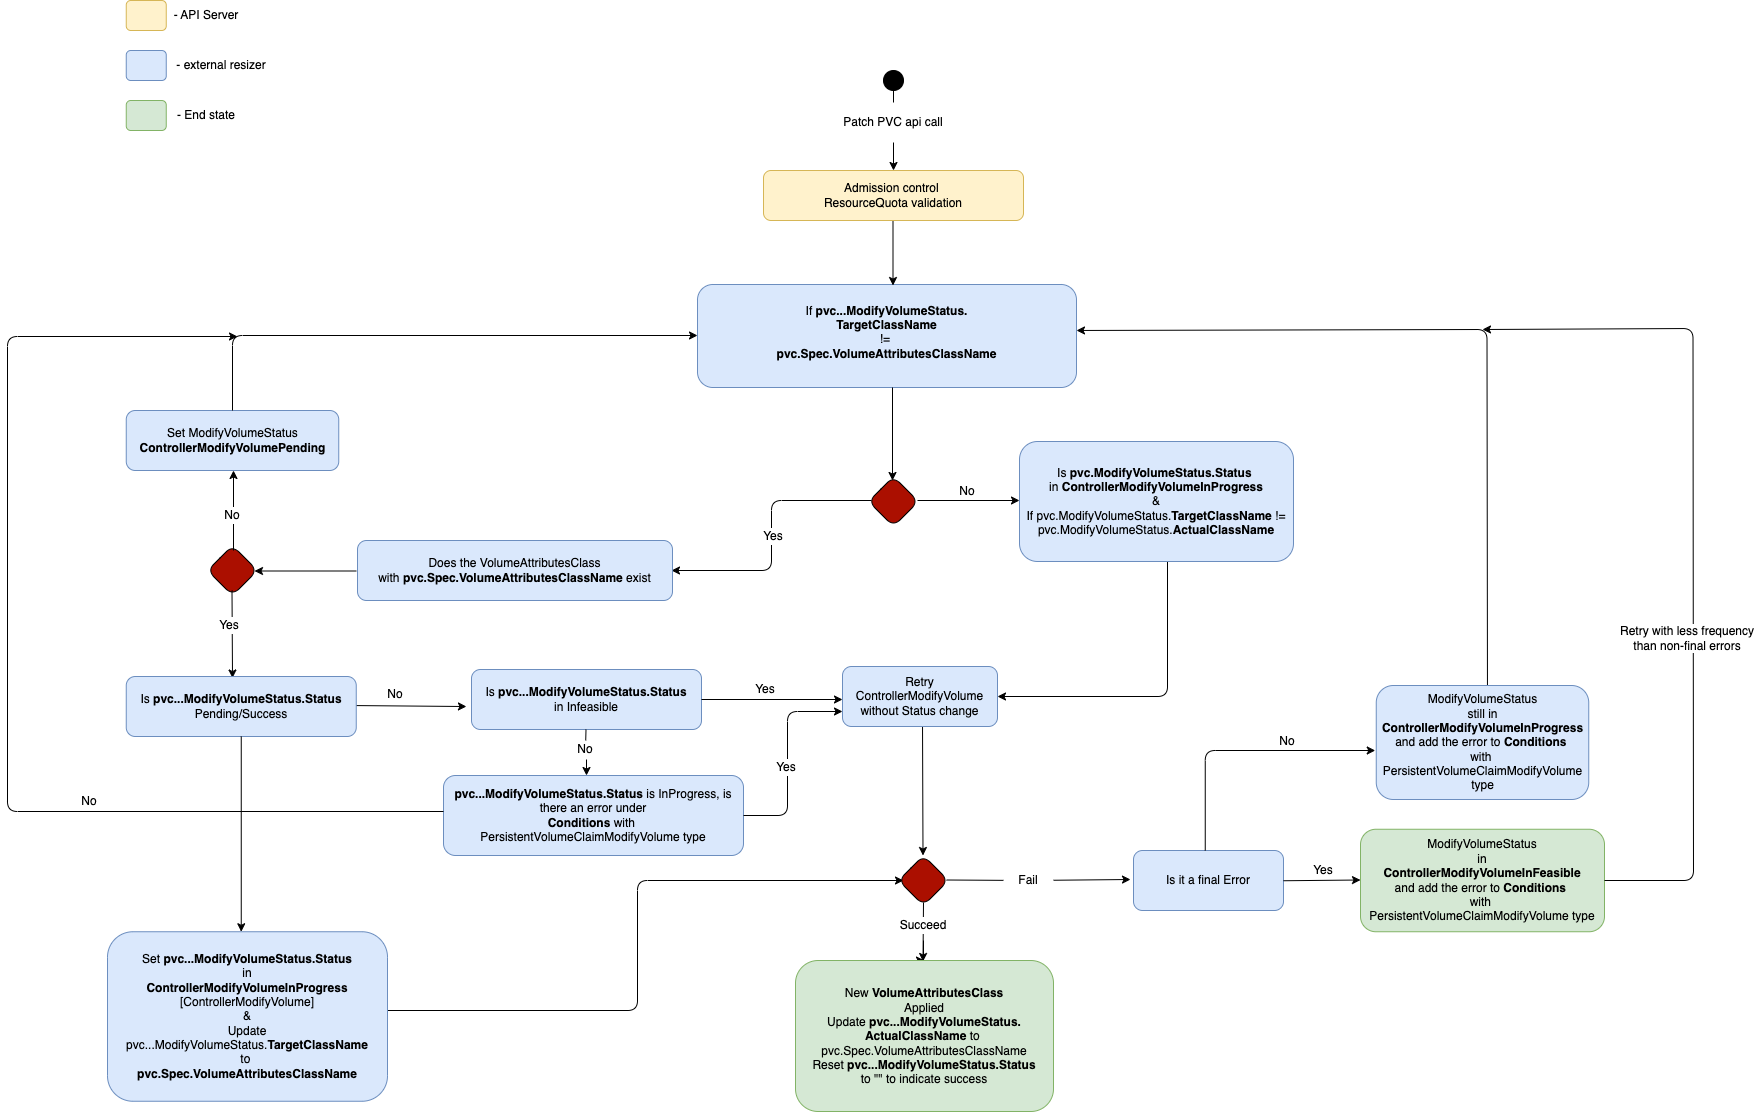 - API Server
- external resizer
- End state
Patch PVC api call
Admission control
ResourceQuota validation
If pvc...ModifyVolumeStatus.
TargetClassName
!=
pvc.Spec.VolumeAttributesClassName
Set ModifyVolumeStatus
ControllerModifyVolumePending
No
Is pvc.ModifyVolumeStatus.Status
in ControllerModifyVolumeInProgress
&
If pvc.ModifyVolumeStatus.TargetClassName !=
pvc.ModifyVolumeStatus.ActualClassName
No
Yes
Does the VolumeAttributesClass
with pvc.Spec.VolumeAttributesClassName exist
Yes
Retry with less frequency
than non-final errors
Is pvc...ModifyVolumeStatus.Status
Pending/Success
No
Is pvc...ModifyVolumeStatus.Status
in Infeasible
Yes
Retry
ControllerModifyVolume
without Status change
No
Yes
pvc...ModifyVolumeStatus.Status is InProgress, is
there an error under
Conditions with
PersistentVolumeClaimModifyVolume type
No
ModifyVolumeStatus
still in
ControllerModifyVolumeInProgress
and add the error to Conditions
with
PersistentVolumeClaimModifyVolume
type
No
Fail
Is it a final Error
Yes
ModifyVolumeStatus
in
ControllerModifyVolumeInFeasible
and add the error to Conditions
with
PersistentVolumeClaimModifyVolume type
Succeed
Set pvc...ModifyVolumeStatus.Status
in
ControllerModifyVolumeInProgress
[ControllerModifyVolume]
&
Update
pvc...ModifyVolumeStatus.TargetClassName
to
pvc.Spec.VolumeAttributesClassName
New VolumeAttributesClass
Applied
Update pvc...ModifyVolumeStatus.
ActualClassName to
pvc.Spec.VolumeAttributesClassName
Reset pvc...ModifyVolumeStatus.Status
to "" to indicate success